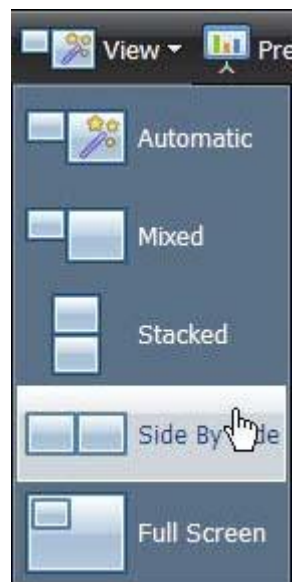 View Pre
Automatic
Mixed
Stacked
Side By
Full Screen